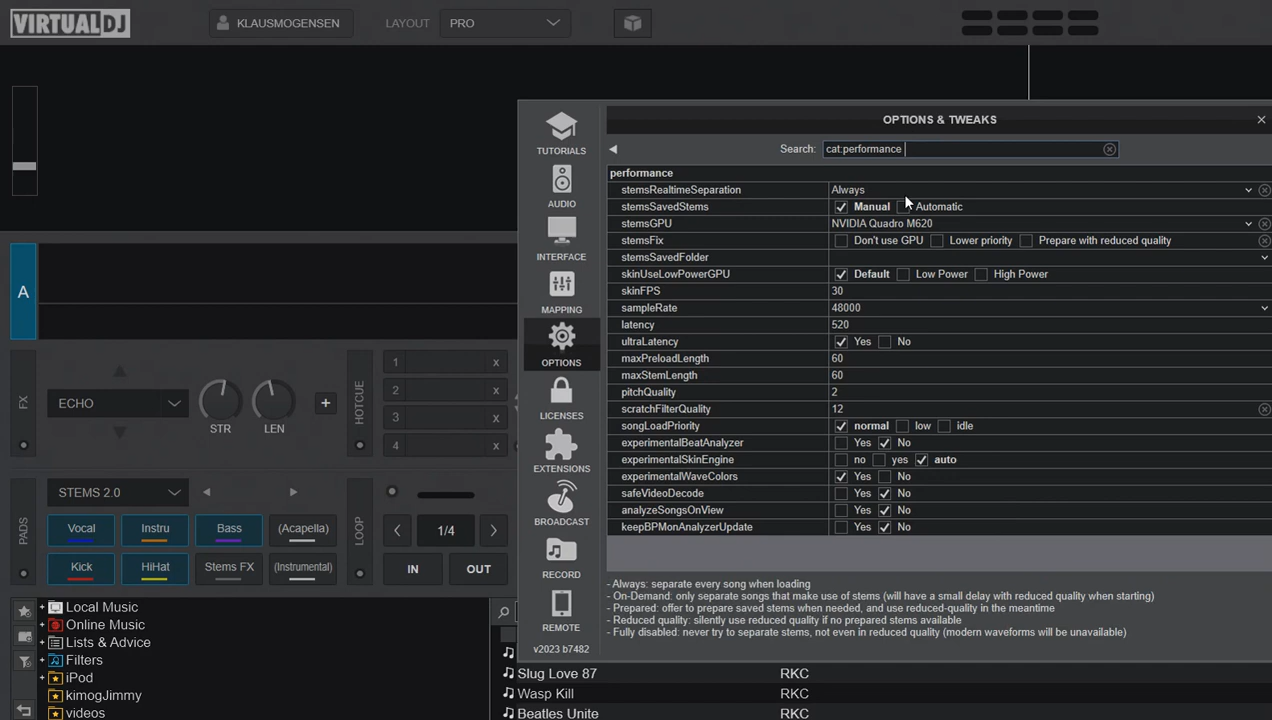 VIRTUALDJ
KLAUSMOGENSEN
LAYOUT PRO
OPTIONS & TWEAKS
Search: cat:performance
TUTORIALS
AUDIO
INTERFACE
MAPPING
OPTIONS
LICENSES
EXTENSIONS
BROADCAST
RECORD
REMOTE
v2023 b7482
performance
stemsRealtimeSeparation Always
stemsSavedStems Manual Automatic
stemsGPU NVIDIA Quadro M620
stemsFix Don't use GPU Lower priority Prepare with reduced quality
stemsSavedFolder
skinUseLowPowerGPU Default Low Power High Power
skinFPS 30
sampleRate 48000
latency 520
ultraLatency Yes No
maxPreloadLength 60
maxStemLength 60
pitchQuality 2
scratchFilterQuality 12
songLoadPriority normal low idle
experimentalBeatAnalyzer Yes No
experimentalSkinEngine no yes auto
experimentalWaveColors Yes No
safeVideoDecode Yes No
analyzeSongsOnView Yes No
keepBPMonAnalyzerUpdate Yes No
- Always: separate every song when loading
- On-Demand: only separate songs that make use of stems (will have a small delay with reduced quality when starting)
- Prepared: offer to prepare saved stems when needed, and use reduced-quality in the meantime
- Reduced quality: silently use reduced quality if no prepared stems available
- Fully disabled: never try to separate stems, not even in reduced quality (modern waveforms will be unavailable)
A
FX
ECHO
STR
LEN
+
HOTCUE
1 x
2 x
3 x
4 x
PADS
STEMS 2.0
Vocal Instru Bass (Acapella)
Kick HiHat Stems FX (Instrumental)
LOOP
< 1/4 >
IN OUT
+ Local Music
+ Online Music
+ Lists & Advice
+ Filters
+ iPod
kimogJimmy
videos
Slug Love 87 RKC
Wasp Kill RKC
Beatles Unite RKC